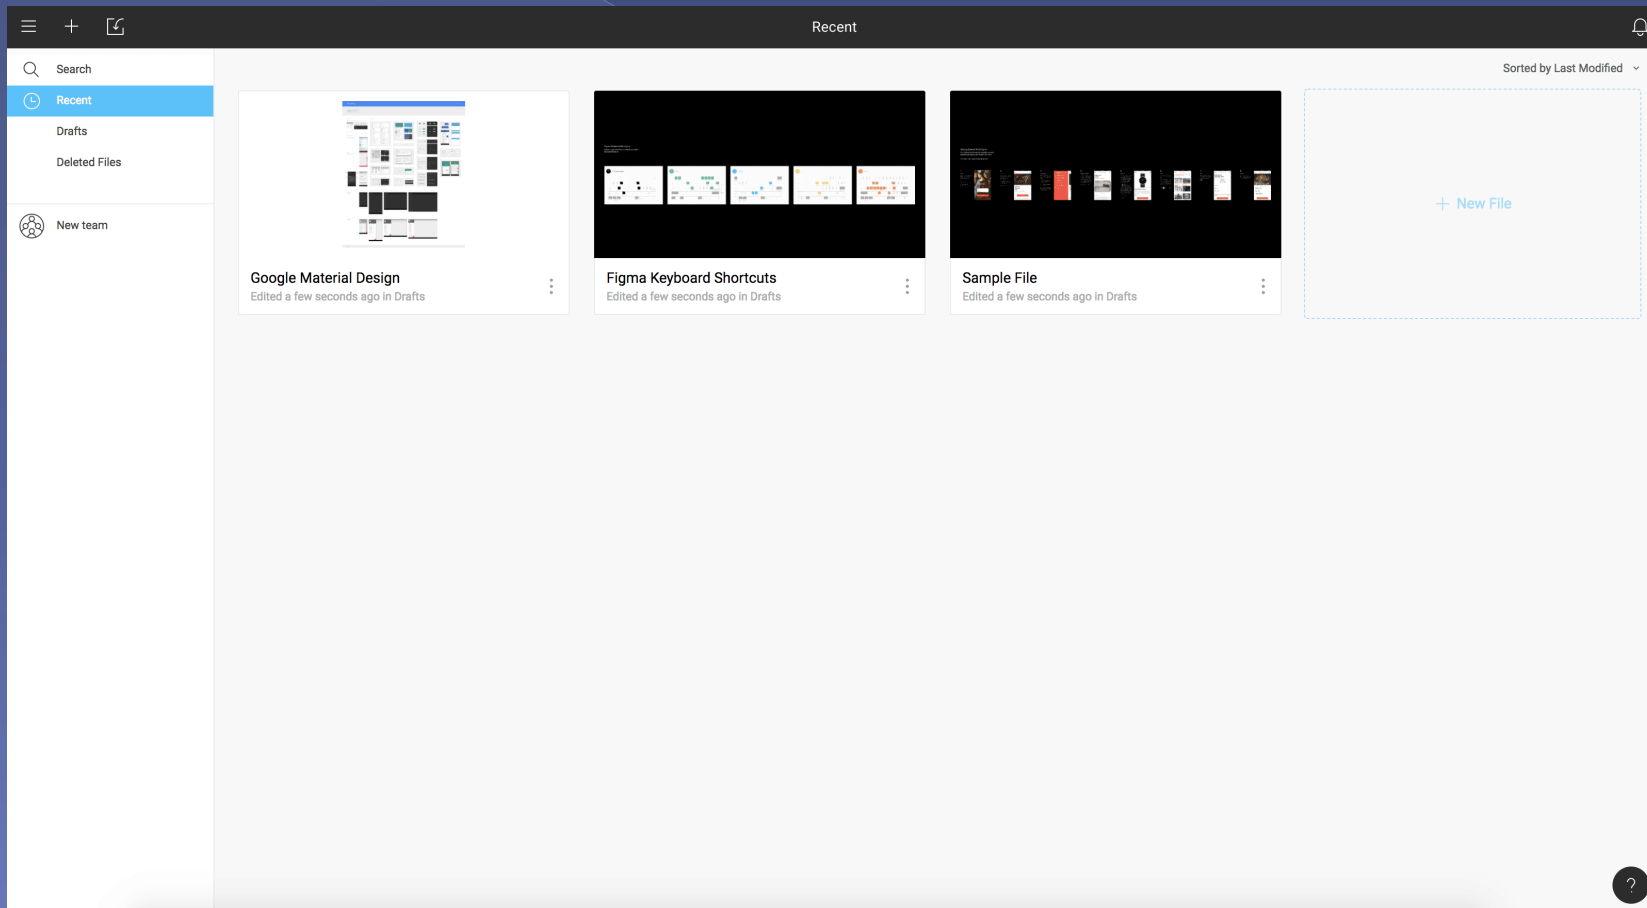 Recent
Search
Recent
Drafts
Deleted Files
New team
Sorted by Last Modified
Google Material Design
Edited a few seconds ago in Drafts
Figma Keyboard Shortcuts
Edited a few seconds ago in Drafts
Sample File
Edited a few seconds ago in Drafts
+ New File
?